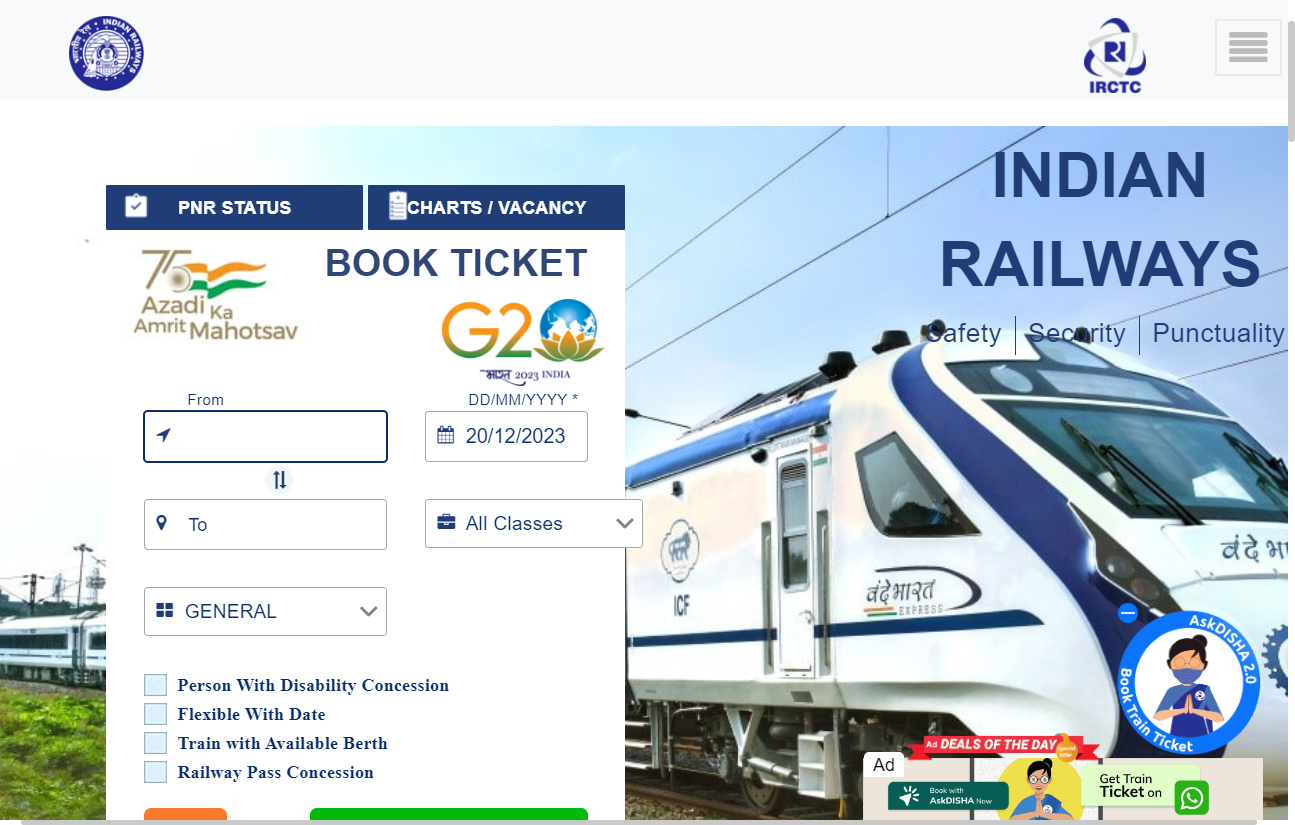 भारतीय रेल INDIAN RAILWAYS
IRCTC
INDIAN
RAILWAYS
Safety
Security
Punctuality
PNR STATUS
CHARTS / VACANCY
75
Azadi Ka
Amrit Mahotsav
BOOK TICKET
G20
भारत 2023 INDIA
From
DD/MM/YYYY *
20/12/2023
To
All Classes
GENERAL
Person With Disability Concession
Flexible With Date
Train with Available Berth
Railway Pass Concession
ICF
वंदे भारत
EXPRESS
AskDISHA 2.0
Book Train Ticket
Ad DEALS OF THE DAY
Special Offer
Ad
Book with
AskDISHA Now
Get Train
Ticket on